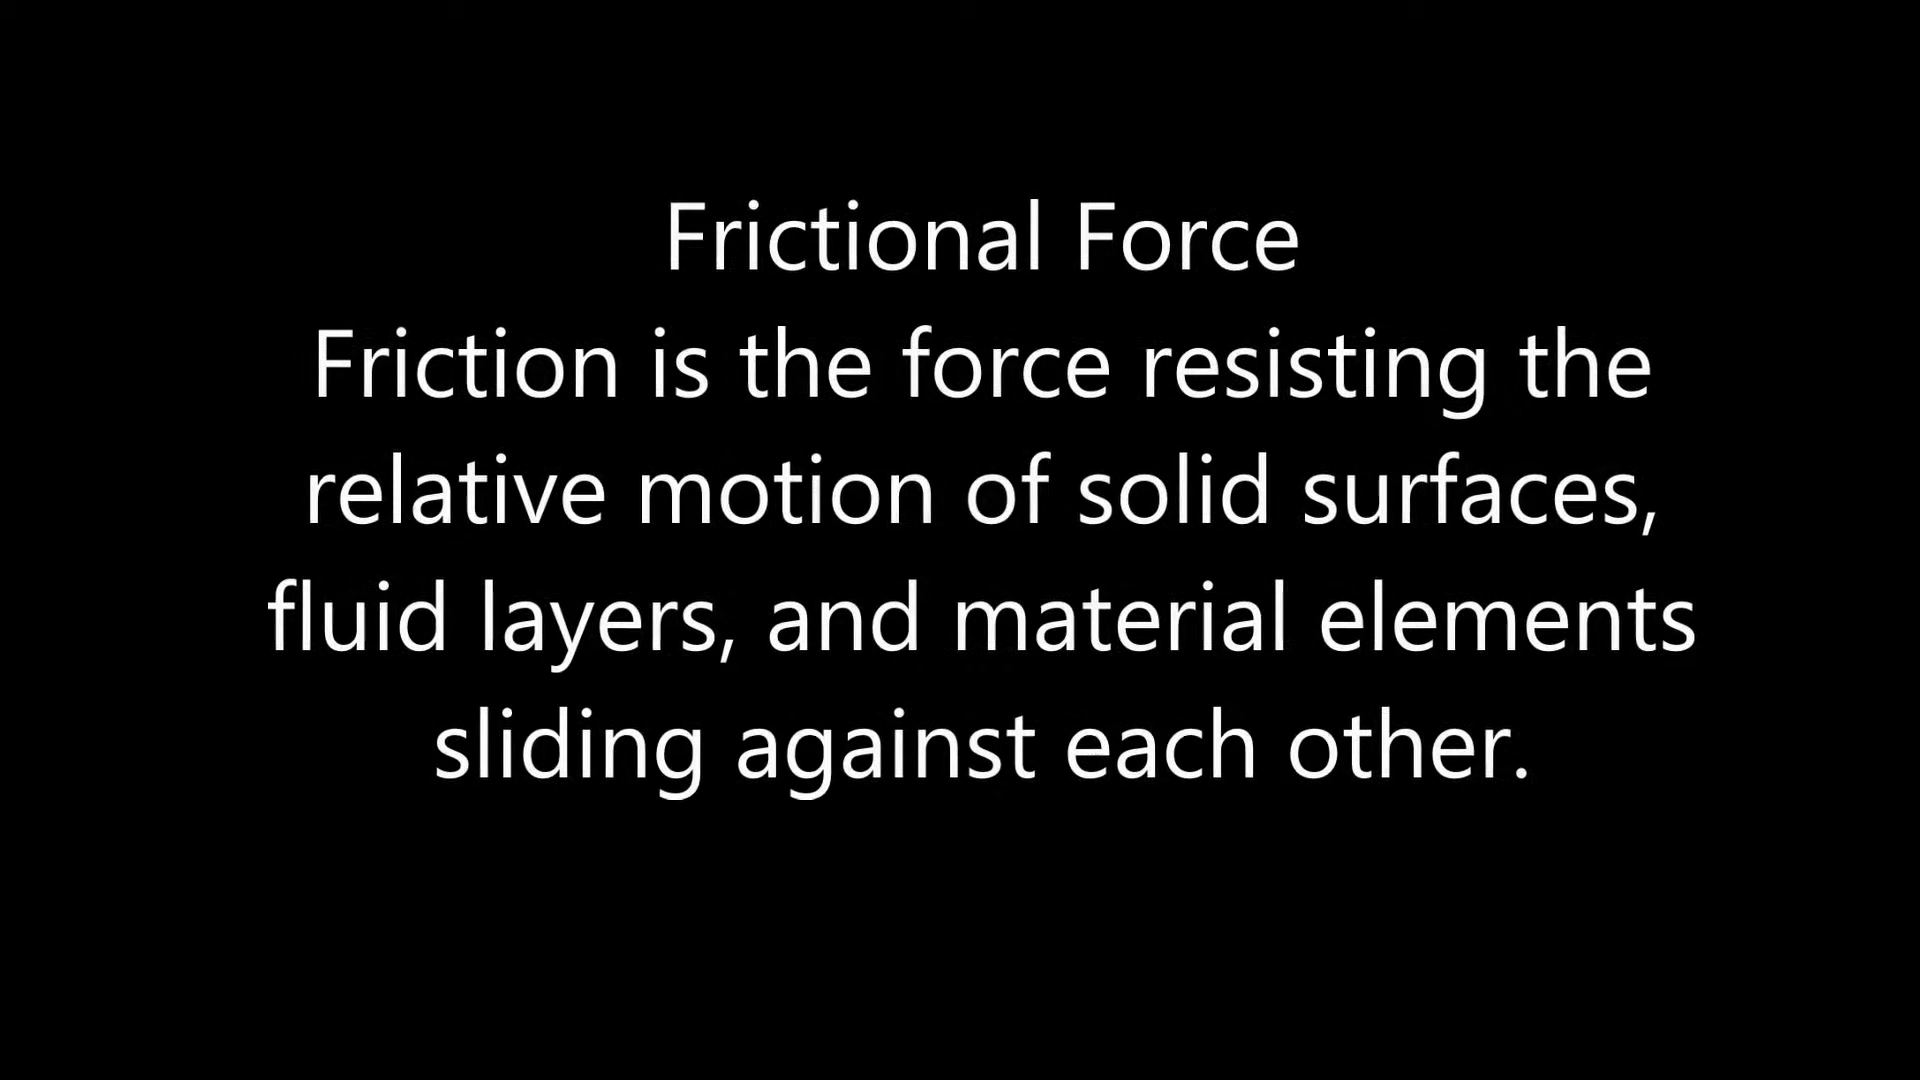 Frictional Force
Friction is the force resisting the
relative motion of solid surfaces,
fluid layers, and material elements
sliding against each other.